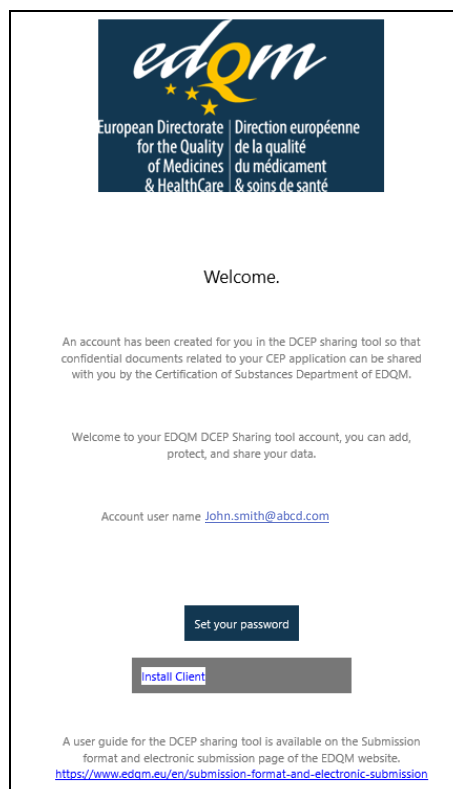 edQm
European Directorate
for the Quality
of Medicines
& HealthCare
Direction européenne
de la qualité
du médicament
& soins de santé
Welcome.
An account has been created for you in the DCEP sharing tool so that
confidential documents related to your CEP application can be shared
with you by the Certification of Substances Department of EDQM.
Welcome to your EDQM DCEP Sharing tool account, you can add,
protect, and share your data.
Account user name John.smith@abcd.com
Set your password
Install Client
A user guide for the DCEP sharing tool is available on the Submission
format and electronic submission page of the EDQM website.
https://www.edqm.eu/en/submission-format-and-electronic-submission